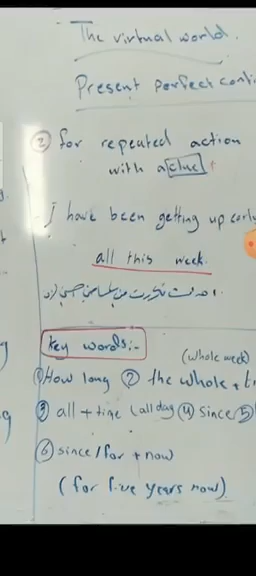 The virtual world.
Present perfect conti
② for repeated action
with a clue
I have been getting up early
all this week.
Key words:-
(whole week)
① How long ② the whole + t
③ all + time (all day) ④ since ⑤
⑥ since/for + now
(for five years now)